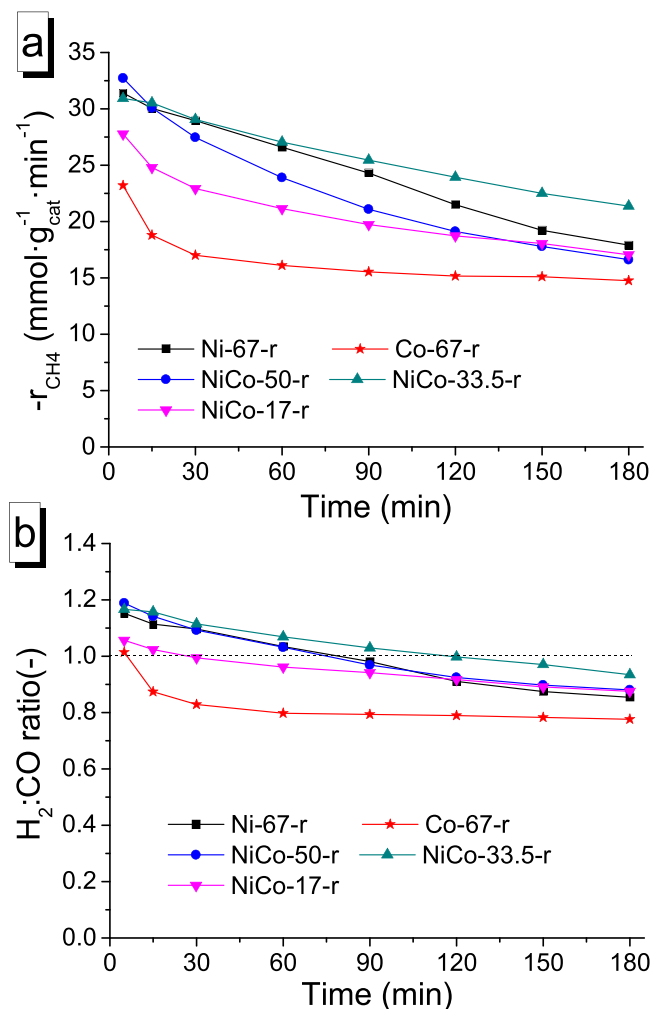 a
35
30
25
20
15
10
5
0
-r_CH4 (mmol·g_cat^-1·min^-1)
Ni-67-r Co-67-r
NiCo-50-r NiCo-33.5-r
NiCo-17-r
0 30 60 90 120 150 180
Time (min)
b
1.4
1.2
1.0
0.8
0.6
0.4
0.2
0.0
H2:CO ratio(-)
Ni-67-r Co-67-r
NiCo-50-r NiCo-33.5-r
NiCo-17-r
0 30 60 90 120 150 180
Time (min)